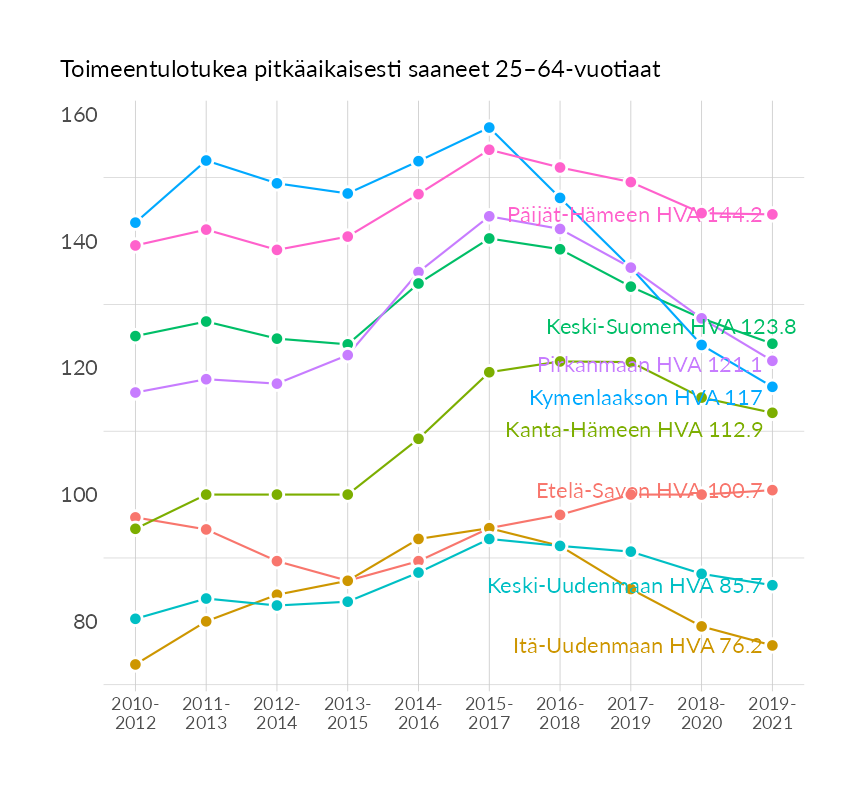 Toimeentulotukea pitkäaikaisesti saaneet 25–64-vuotiaat
160
140
120
100
80
Päijät-Hämeen HVA 144.2
Keski-Suomen HVA 123.8
Pirkanmaan HVA 121.1
Kymenlaakson HVA 117
Kanta-Hämeen HVA 112.9
Etelä-Savon HVA 100.7
Keski-Uudenmaan HVA 85.7
Itä-Uudenmaan HVA 76.2
2010- 2011- 2012- 2013- 2014- 2015- 2016- 2017- 2018- 2019-
2012 2013 2014 2015 2016 2017 2018 2019 2020 2021